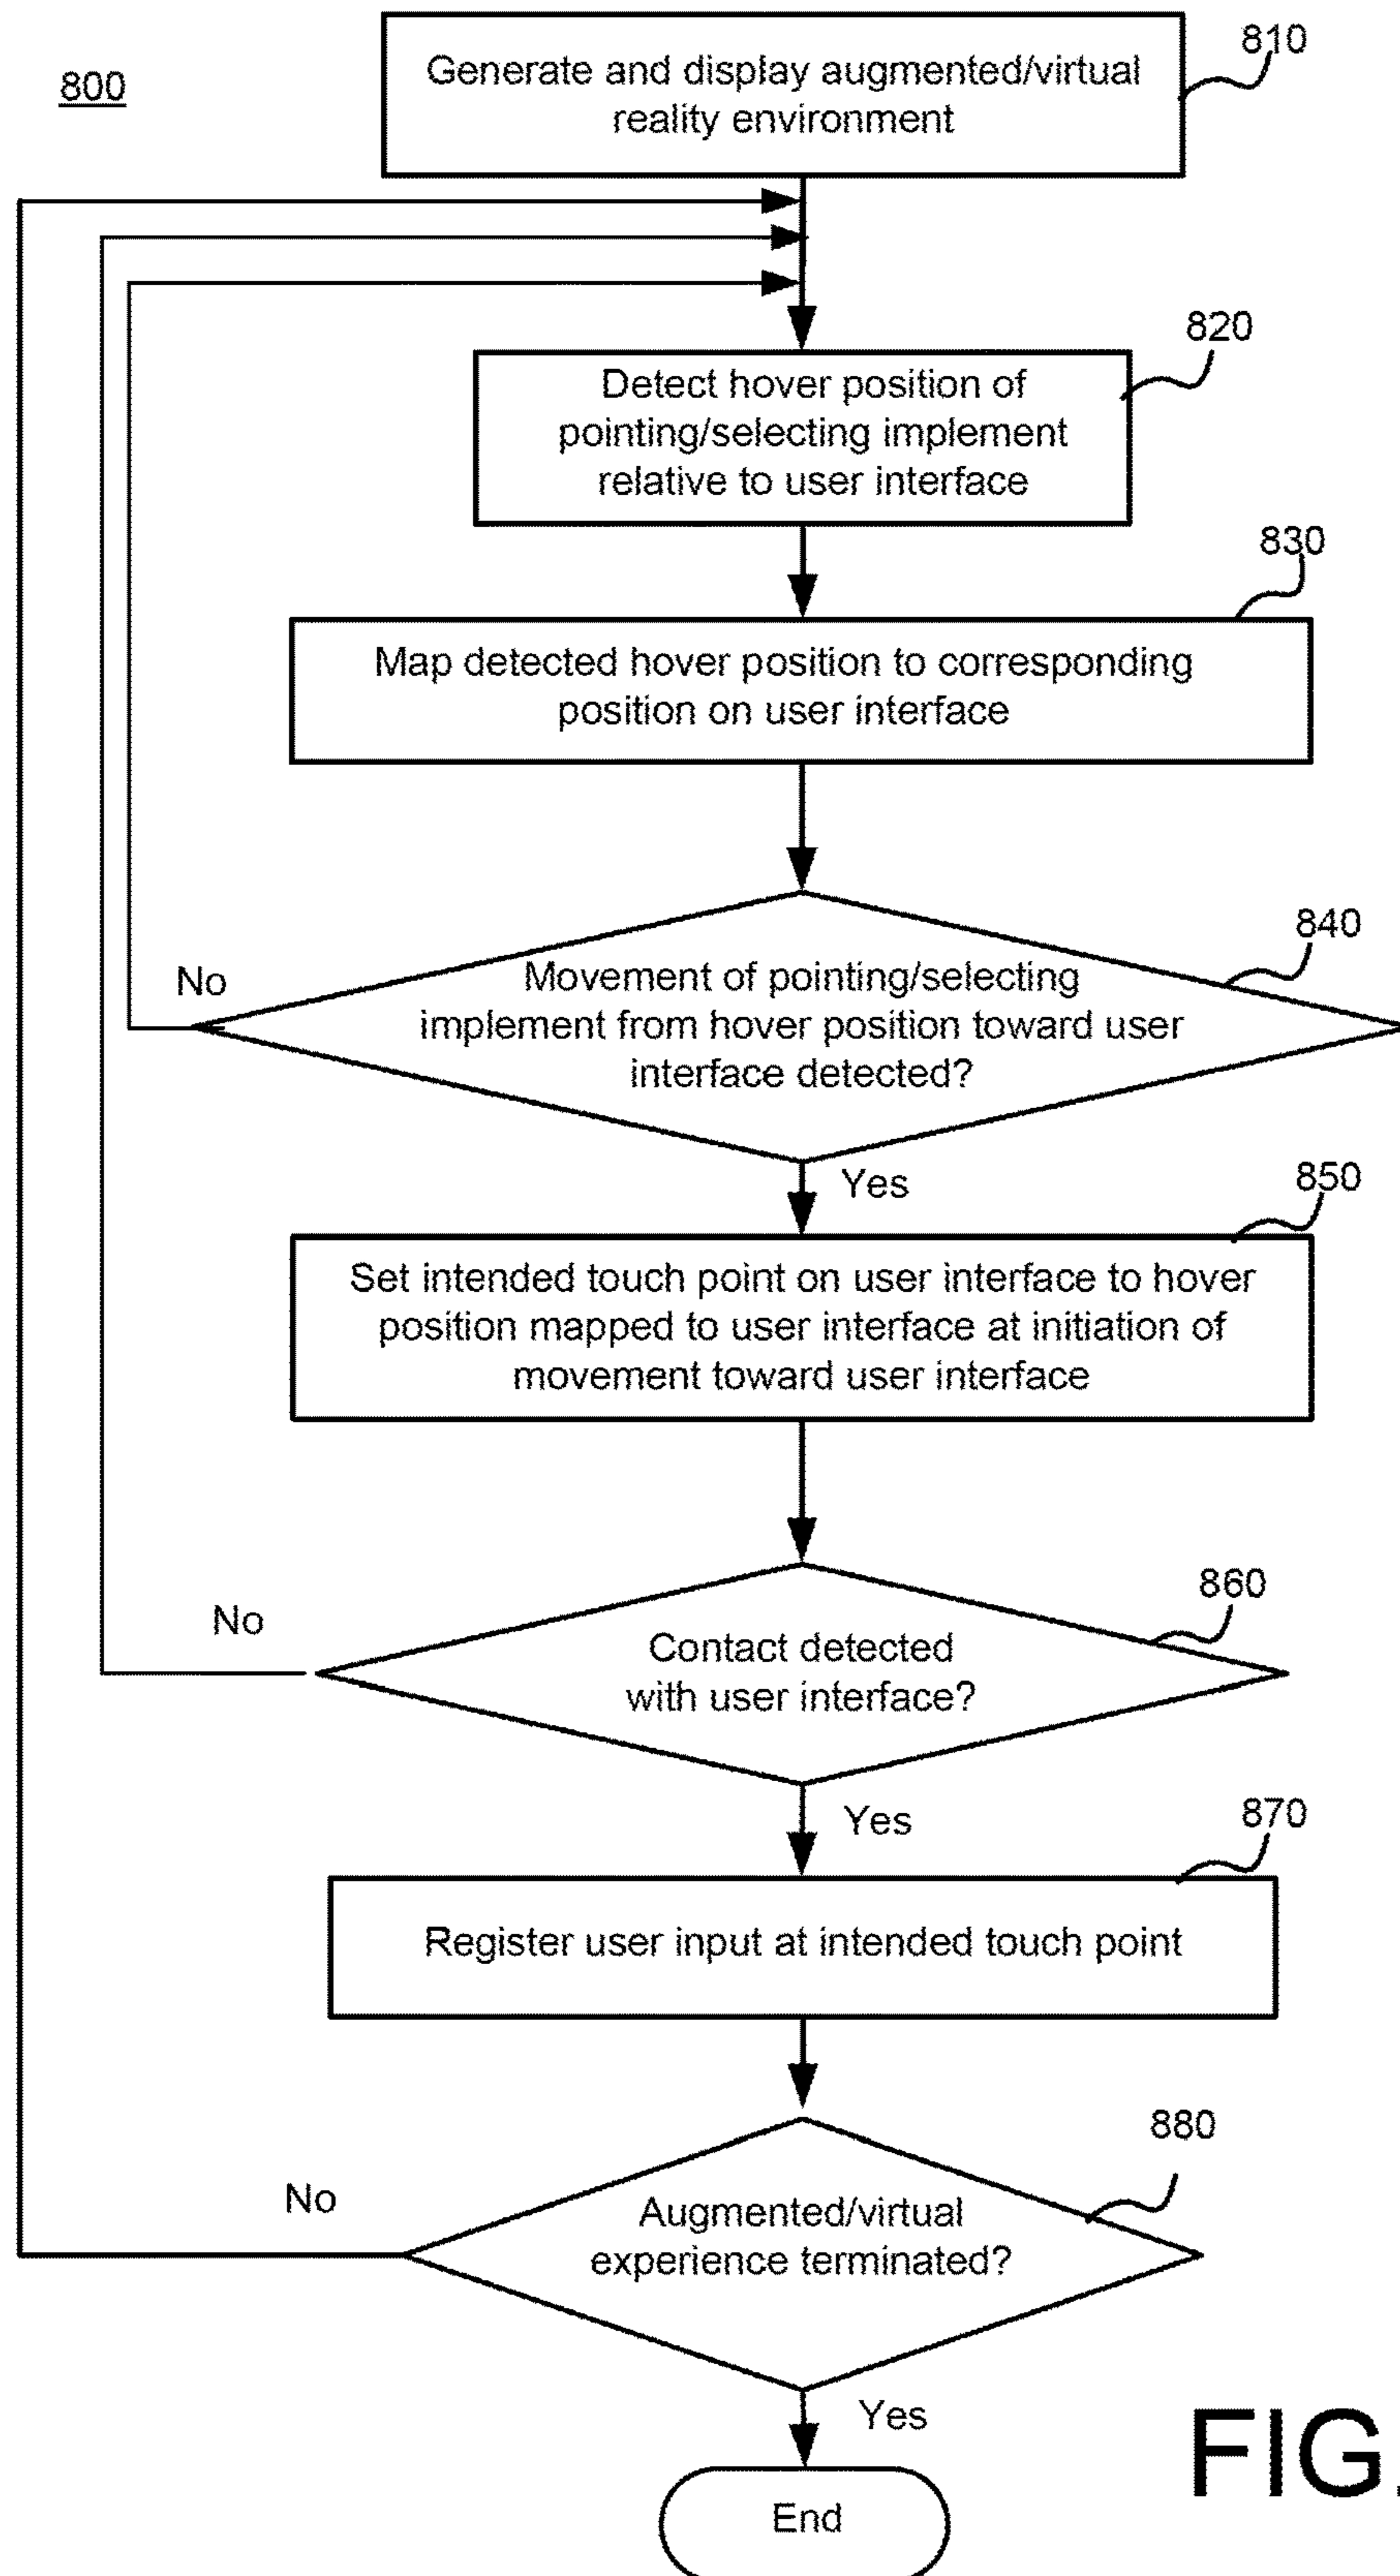 800
810
Generate and display augmented/virtual
reality environment
820
Detect hover position of
pointing/selecting implement
relative to user interface
830
Map detected hover position to corresponding
position on user interface
840
No
Movement of pointing/selecting
implement from hover position toward user
interface detected?
Yes
850
Set intended touch point on user interface to hover
position mapped to user interface at initiation of
movement toward user interface
860
No
Contact detected
with user interface?
Yes
870
Register user input at intended touch point
880
No
Augmented/virtual
experience terminated?
Yes
FIG.
End